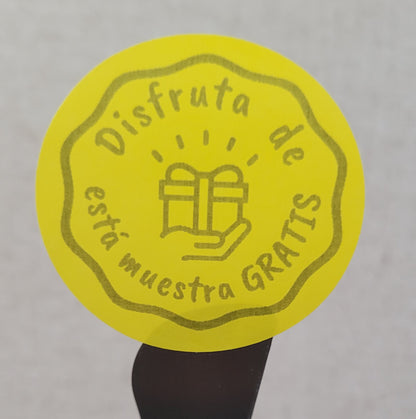 Disfruta de
está muestra GRATIS